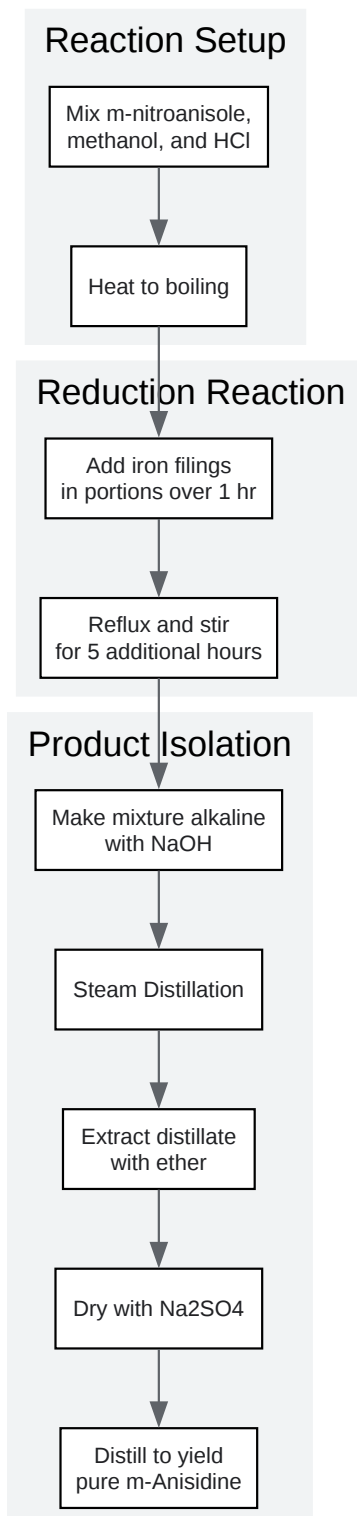 Reaction Setup
Mix m-nitroanisole,
methanol, and HCl
Heat to boiling
Reduction Reaction
Add iron filings
in portions over 1 hr
Reflux and stir
for 5 additional hours
Product Isolation
Make mixture alkaline
with NaOH
Steam Distillation
Extract distillate
with ether
Dry with Na2SO4
Distill to yield
pure m-Anisidine